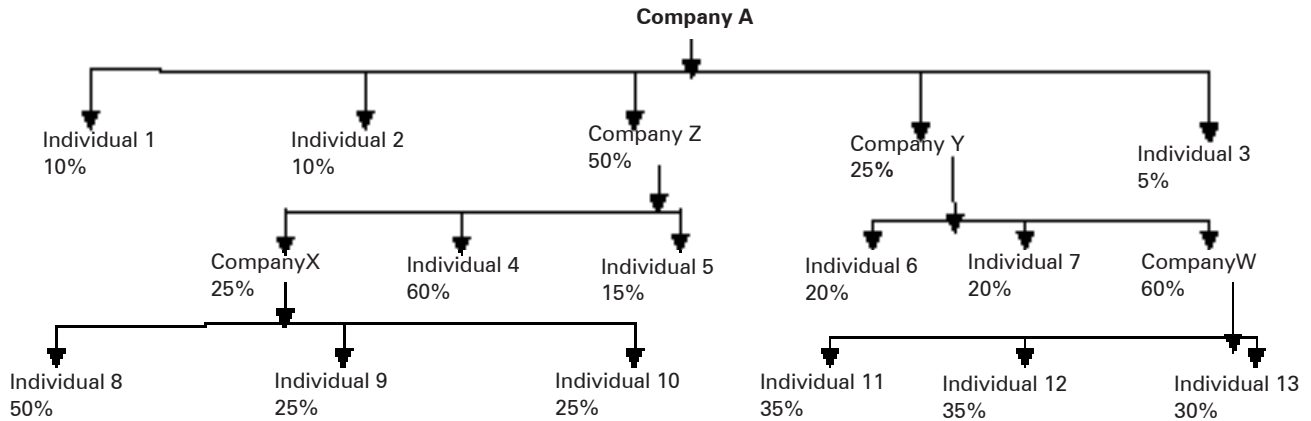 Company A
Individual 1
10%
Individual 2
10%
Company Z
50%
Company Y
25%
Individual 3
5%
CompanyX
25%
Individual 4
60%
Individual 5
15%
Individual 6
20%
Individual 7
20%
CompanyW
60%
Individual 8
50%
Individual 9
25%
Individual 10
25%
Individual 11
35%
Individual 12
35%
Individual 13
30%